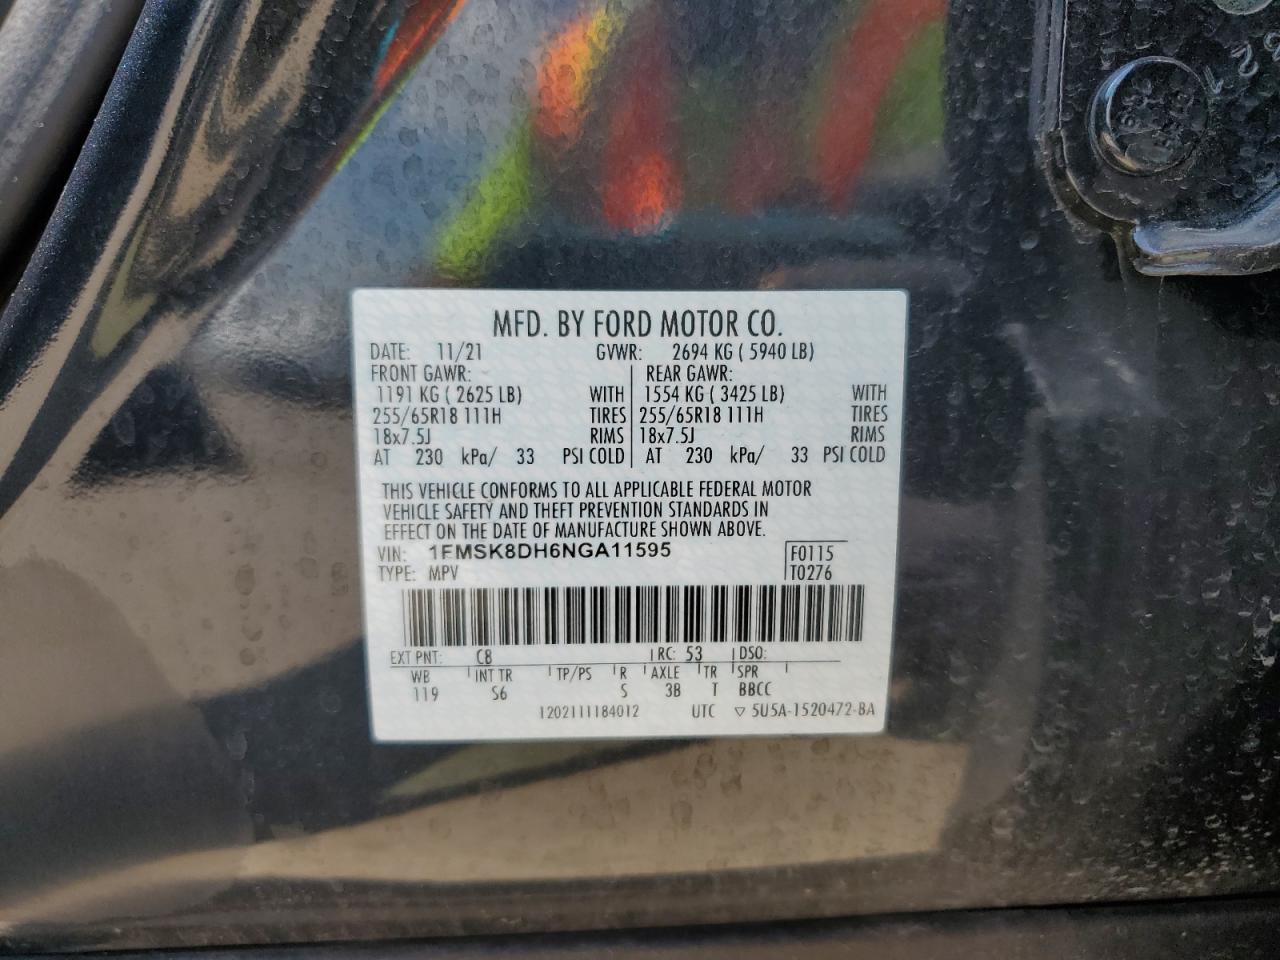 MFD. BY FORD MOTOR CO.
DATE: 11/21 GVWR: 2694 KG ( 5940 LB)
FRONT GAWR: REAR GAWR:
1191 KG ( 2625 LB) WITH 1554 KG ( 3425 LB) WITH
255/65R18 111H TIRES 255/65R18 111H TIRES
18x7.5J RIMS 18x7.5J RIMS
AT 230 kPa/ 33 PSI COLD AT 230 kPa/ 33 PSI COLD
THIS VEHICLE CONFORMS TO ALL APPLICABLE FEDERAL MOTOR
VEHICLE SAFETY AND THEFT PREVENTION STANDARDS IN
EFFECT ON THE DATE OF MANUFACTURE SHOWN ABOVE.
VIN: 1FMSK8DH6NGA11595 F0115
TYPE: MPV T0276
EXT PNT: C8 RC: 53 DSO:
WB INT TR TP/PS R AXLE TR SPR
119 S6 S 3B T BBCC
1202111184012 UTC ▽ 5U5A-1520472-BA